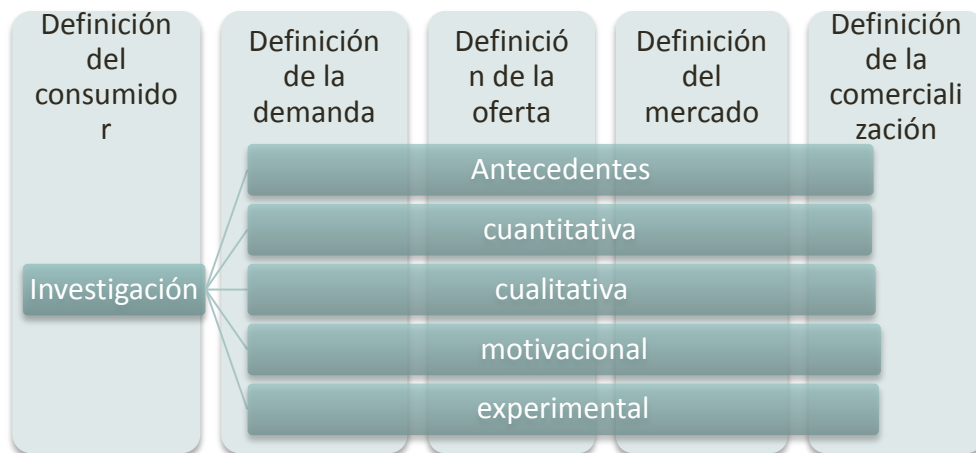 Definición
del
consumido
r
Definición
de la
demanda
Definició
n de la
oferta
Definición
del
mercado
Definición
de la
comerciali
zación
Investigación
Antecedentes
cuantitativa
cualitativa
motivacional
experimental